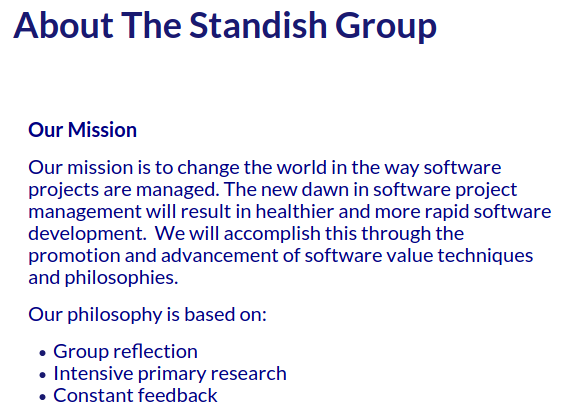 About The Standish Group
Our Mission
Our mission is to change the world in the way software
projects are managed. The new dawn in software project
management will result in healthier and more rapid software
development.  We will accomplish this through the
promotion and advancement of software value techniques
and philosophies.
Our philosophy is based on:
• Group reflection
• Intensive primary research
• Constant feedback